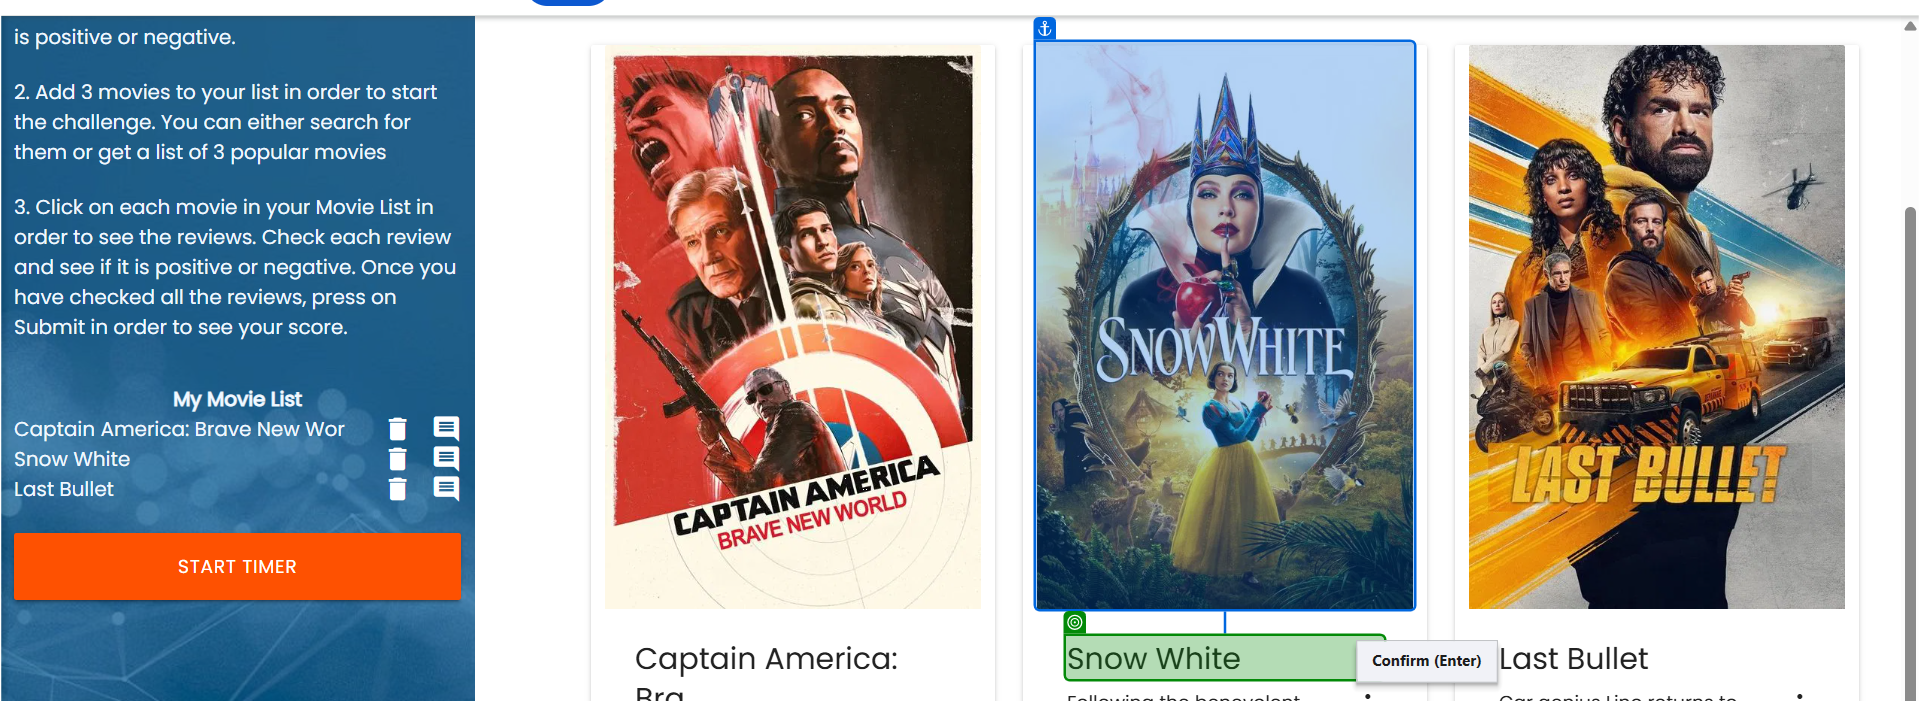 is positive or negative.
2. Add 3 movies to your list in order to start
the challenge. You can either search for
them or get a list of 3 popular movies
3. Click on each movie in your Movie List in
order to see the reviews. Check each review
and see if it is positive or negative. Once you
have checked all the reviews, press on
Submit in order to see your score.
My Movie List
Captain America: Brave New Wor
Snow White
Last Bullet
START TIMER
CAPTAIN AMERICA
BRAVE NEW WORLD
SNOW WHITE
LAST BULLET
Captain America:
Bra
Snow White
Confirm (Enter)
Last Bullet
Following the benevolent
Car genius Lino returns to